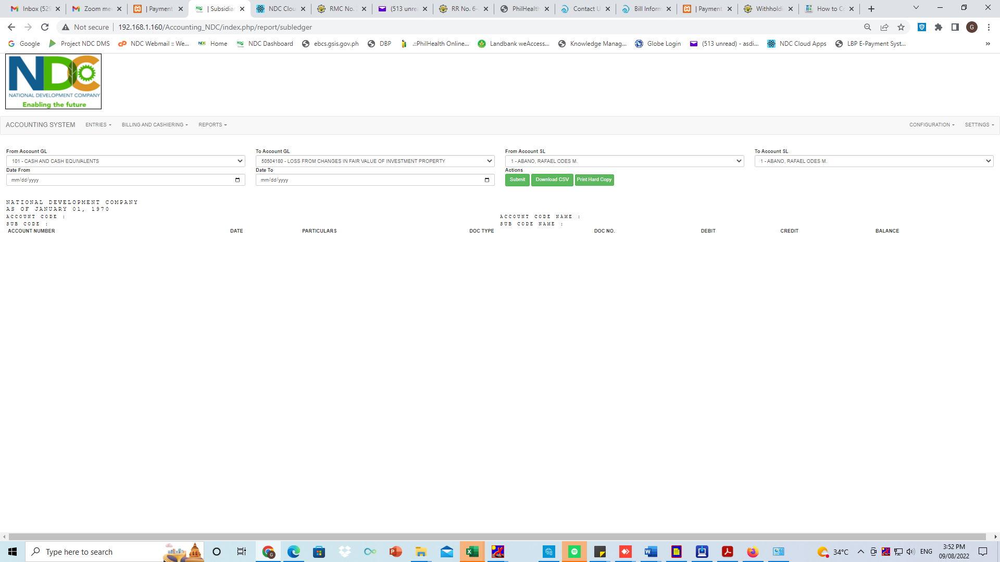 Inbox (529
Zoom me
| Payment
| Subsidiar
NDC Clou
RMC No.
(513 unrea
RR No. 6-
PhilHealth
Contact U
Bill Inform
| Payment
Withholdi
How to Co
Not secure
192.168.1.160/Accounting_NDC/index.php/report/subledger
G
Google
Project NDC DMS
NDC Webmail :: We...
Home
NDC Dashboard
ebcs.gsis.gov.ph
DBP
.::PhilHealth Online...
Landbank weAccess...
Knowledge Manag...
Globe Login
(513 unread) - asdi...
NDC Cloud Apps
LBP E-Payment Syst...
»
NDC
NATIONAL DEVELOPMENT COMPANY
Enabling the future
ACCOUNTING SYSTEM
ENTRIES
BILLING AND CASHIERING
REPORTS
CONFIGURATION
SETTINGS
From Account GL
To Account GL
From Account SL
To Account SL
101 - CASH AND CASH EQUIVALENTS
50504180 - LOSS FROM CHANGES IN FAIR VALUE OF INVESTMENT PROPERTY
1 - ABANO, RAFAEL ODES M.
1 - ABANO, RAFAEL ODES M.
Date From
Date To
Actions
mm/dd/yyyy
mm/dd/yyyy
Submit
Download CSV
Print Hard Copy
NATIONAL DEVELOPMENT COMPANY
AS OF JANUARY 01, 1970
ACCOUNT CODE :
ACCOUNT CODE NAME :
SUB CODE :
SUB CODE NAME :
ACCOUNT NUMBER
DATE
PARTICULARS
DOC TYPE
DOC NO.
DEBIT
CREDIT
BALANCE
Type here to search
34°C
ENG
3:52 PM
09/08/2022